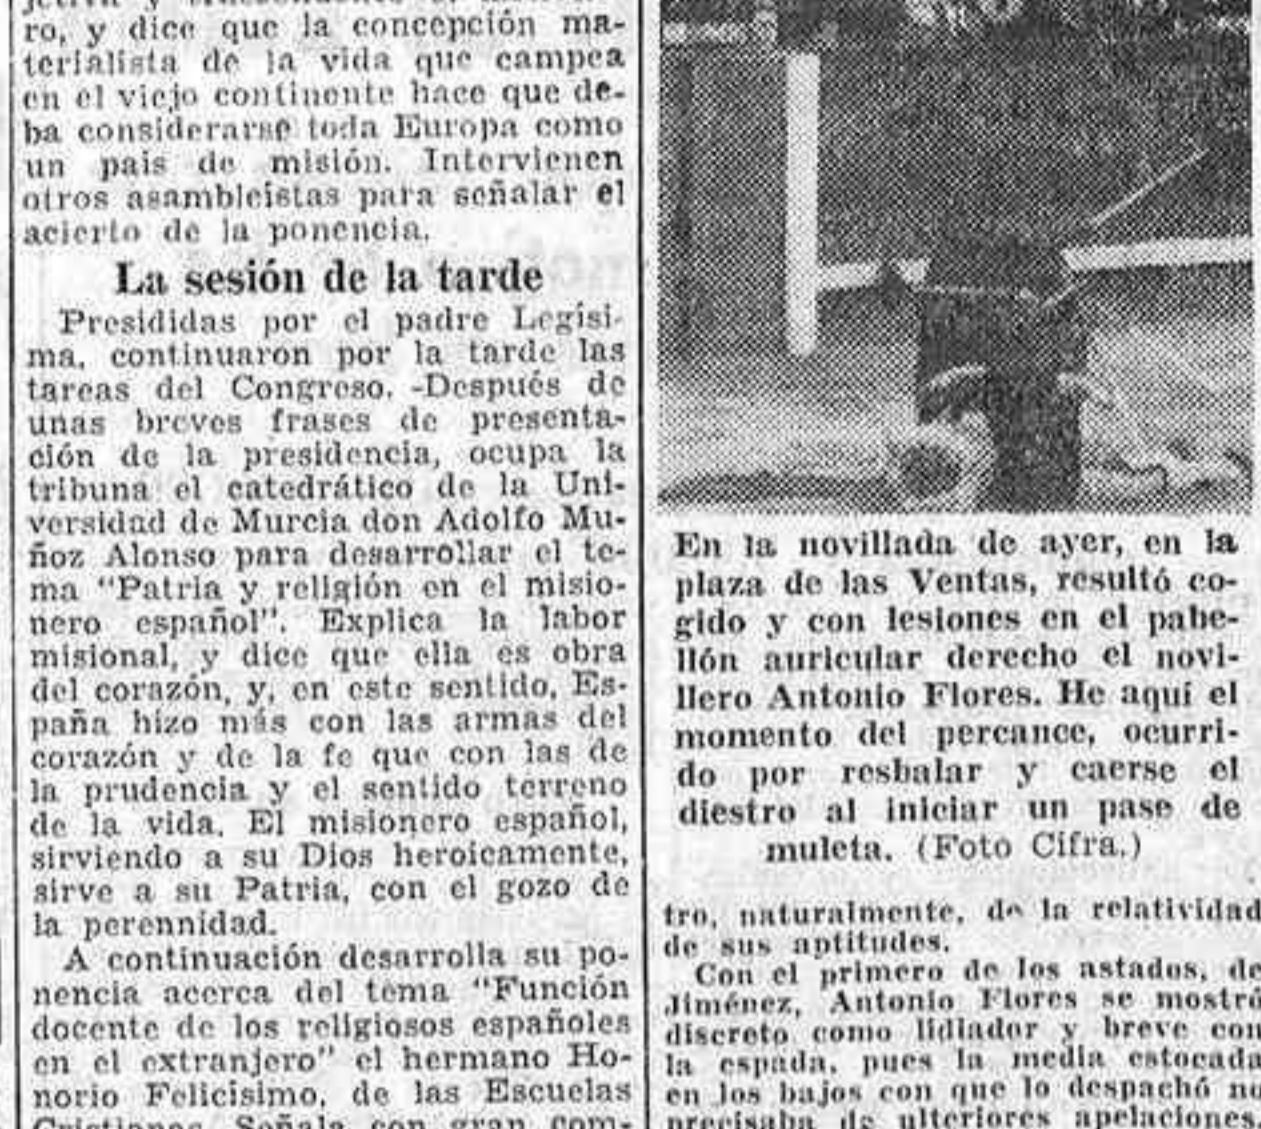 ro, y dice que la concepción ma-
terialista de la vida que campea
en el viejo continente hace que de-
ba considerarse toda Europa como
un pais de misión. Intervienen
otros asambleístas para señalar el
acierto de la ponencia.
La sesión de la tarde
Presididas por el padre Legísi-
ma, continuaron por la tarde las
tareas del Congreso. -Después de
unas breves frases de presenta-
ción de la presidencia, ocupa la
tribuna el catedrático de la Uni-
versidad de Murcia don Adolfo Mu-
ñoz Alonso para desarrollar el te-
ma "Patria y religión en el misio-
nero español". Explica la labor
misional, y dice que ella es obra
del corazón, y, en este sentido, Es-
paña hizo más con las armas del
corazón y de la fe que con las de
la prudencia y el sentido terreno
de la vida. El misionero español,
sirviendo a su Dios heroicamente,
sirve a su Patria, con el gozo de
la perennidad.
A continuación desarrolla su po-
nencia acerca del tema "Función
docente de los religiosos españoles
en el extranjero" el hermano Ho-
norio Felicísimo, de las Escuelas
Cristianas. Señala con gran com-
En la novillada de ayer, en la
plaza de las Ventas, resultó co-
gido y con lesiones en el pabe-
llón auricular derecho el novi-
llero Antonio Flores. He aquí el
momento del percance, ocurri-
do por resbalar y caerse el
diestro al iniciar un pase de
muleta. (Foto Cifra.)
tro, naturalmente, de la relatividad
de sus aptitudes.
Con el primero de los astados, de
Jiménez, Antonio Flores se mostró
discreto como lidiador y breve con
la espada, pues la media estocada
en los bajos con que lo despachó no
precisaba de ulteriores apelaciones.